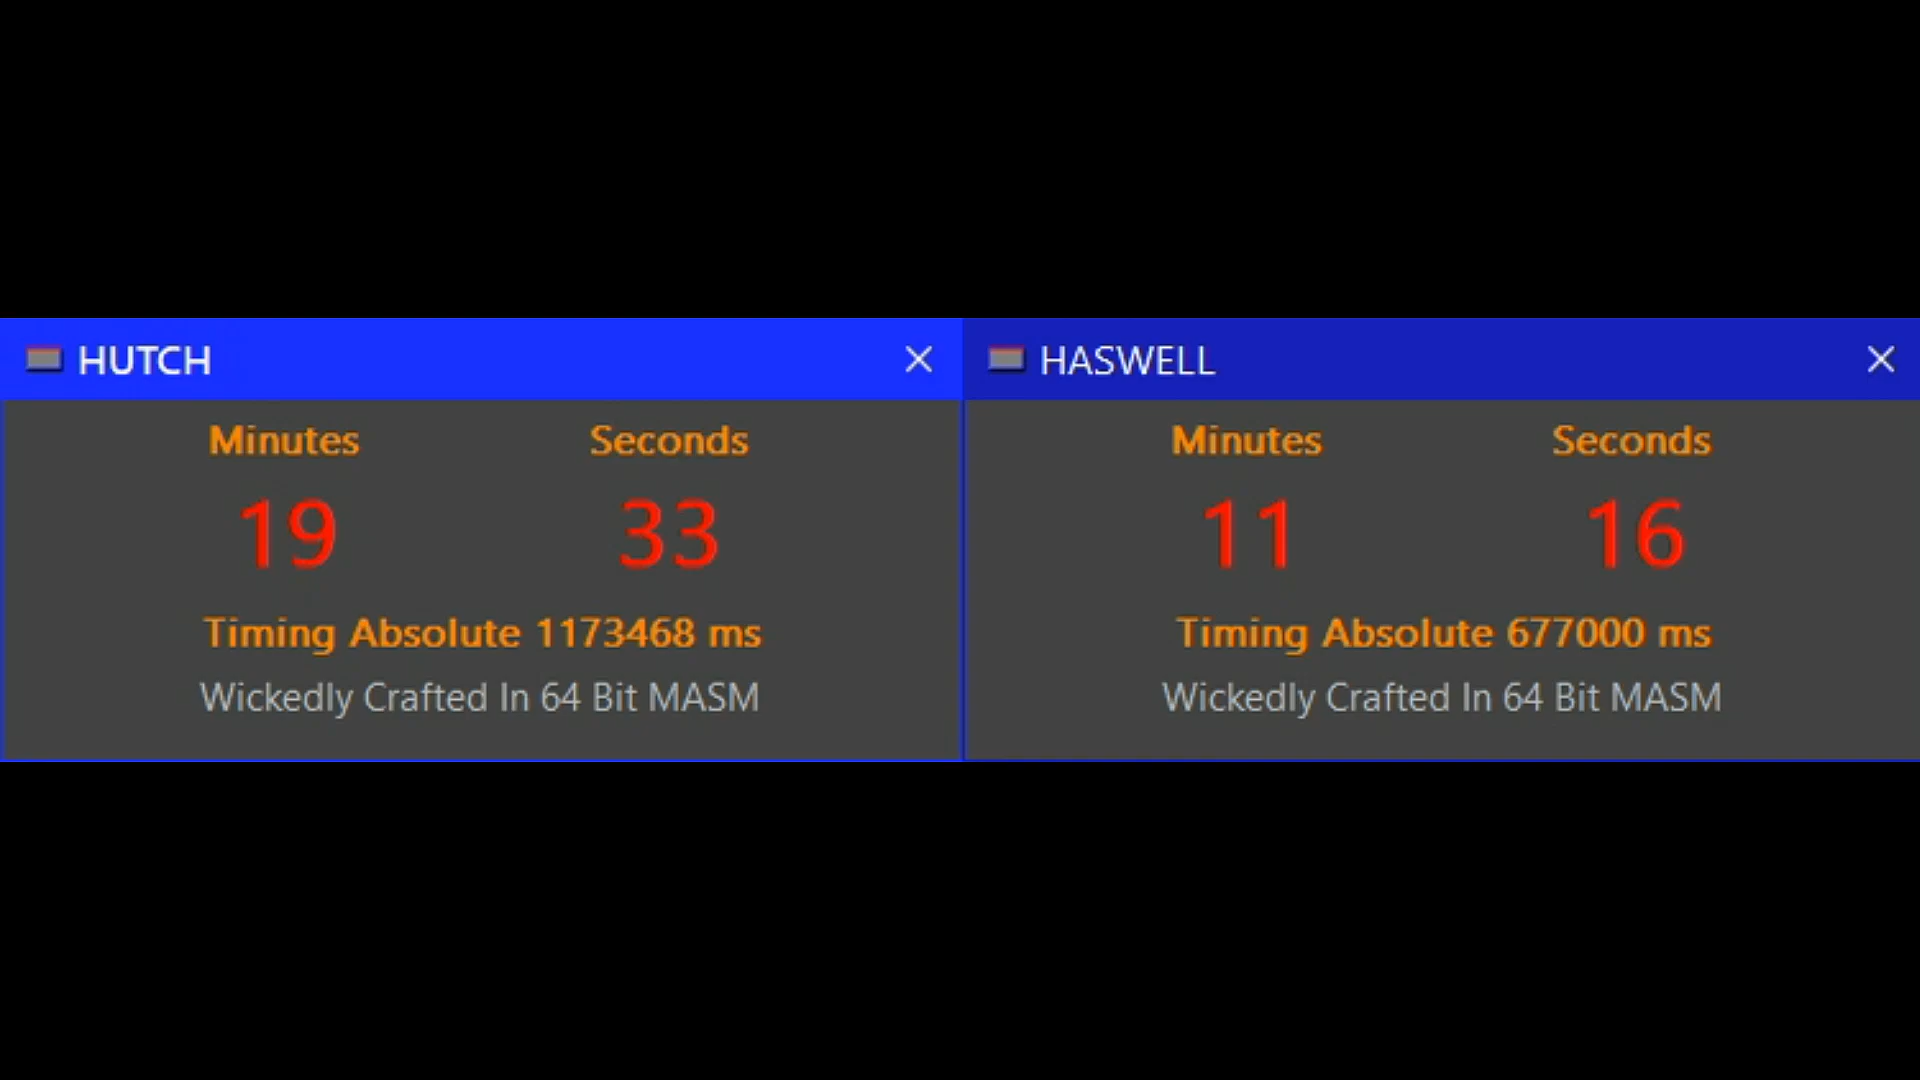 HUTCH
Minutes Seconds
19 33
Timing Absolute 1173468 ms
Wickedly Crafted In 64 Bit MASM
HASWELL
Minutes Seconds
11 16
Timing Absolute 677000 ms
Wickedly Crafted In 64 Bit MASM